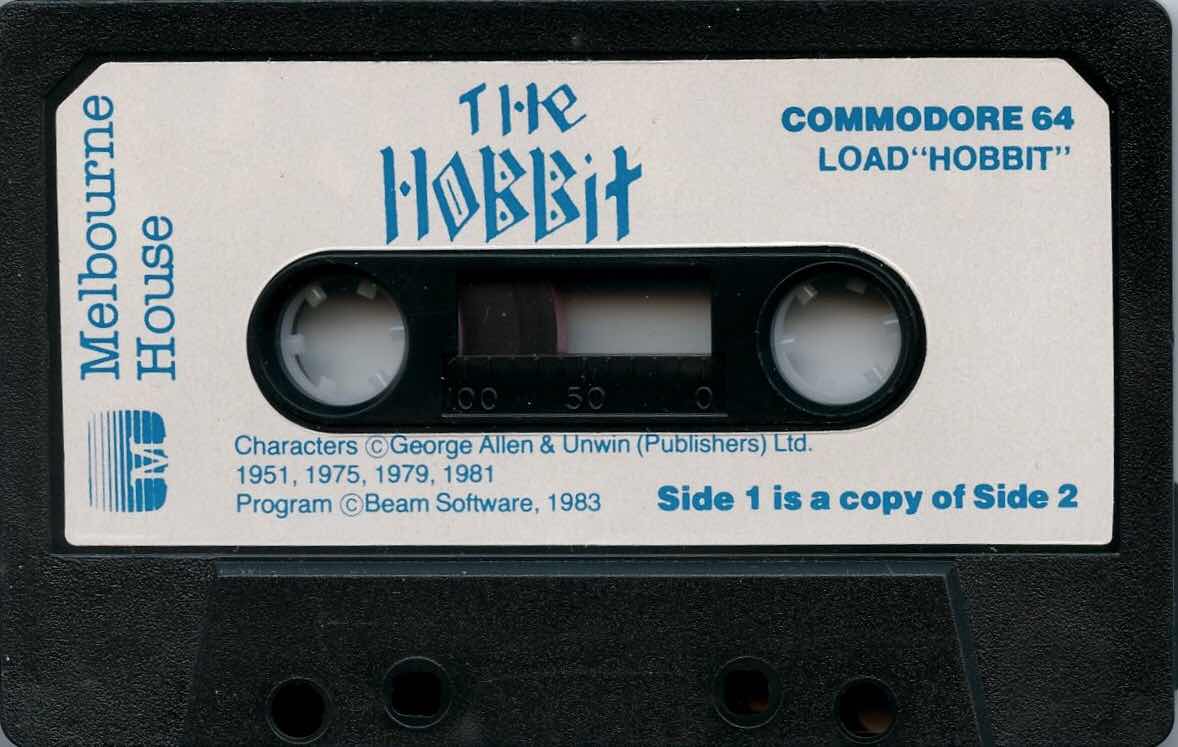 THE
HOBBiT
COMMODORE 64
LOAD“HOBBIT”
Melbourne
House
M
100 50 0
Characters ©George Allen & Unwin (Publishers) Ltd.
1951, 1975, 1979, 1981
Program ©Beam Software, 1983
Side 1 is a copy of Side 2